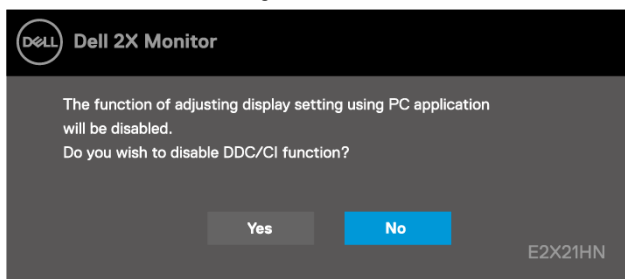 DELL Dell 2X Monitor
The function of adjusting display setting using PC application
will be disabled.
Do you wish to disable DDC/CI function?
Yes No
E2X21HN